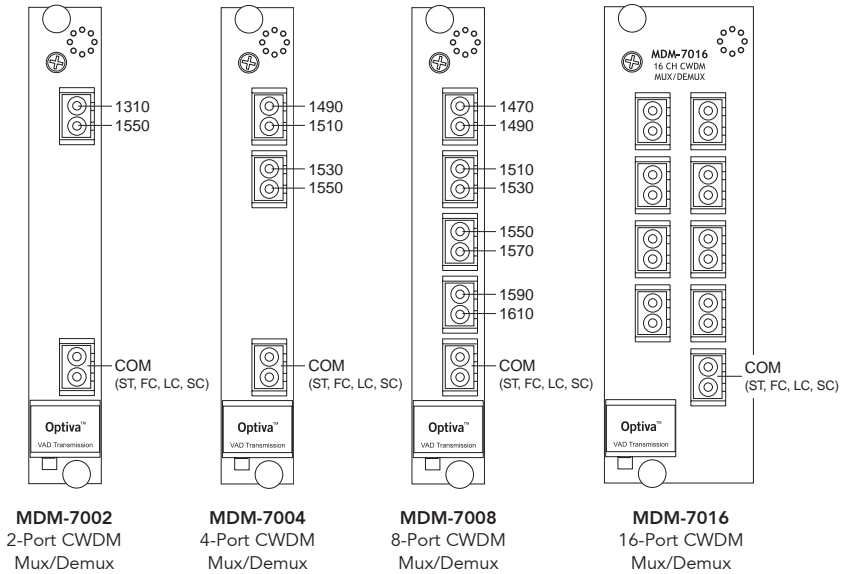 1310
1550
COM
(ST, FC, LC, SC)
Optiva™
VAD Transmission
MDM-7002
2-Port CWDM
Mux/Demux
1490
1510
1530
1550
COM
(ST, FC, LC, SC)
Optiva™
VAD Transmission
MDM-7004
4-Port CWDM
Mux/Demux
1470
1490
1510
1530
1550
1570
1590
1610
COM
(ST, FC, LC, SC)
Optiva™
VAD Transmission
MDM-7008
8-Port CWDM
Mux/Demux
MDM-7016
16 CH CWDM
MUX/DEMUX
COM
(ST, FC, LC, SC)
Optiva™
VAD Transmission
MDM-7016
16-Port CWDM
Mux/Demux